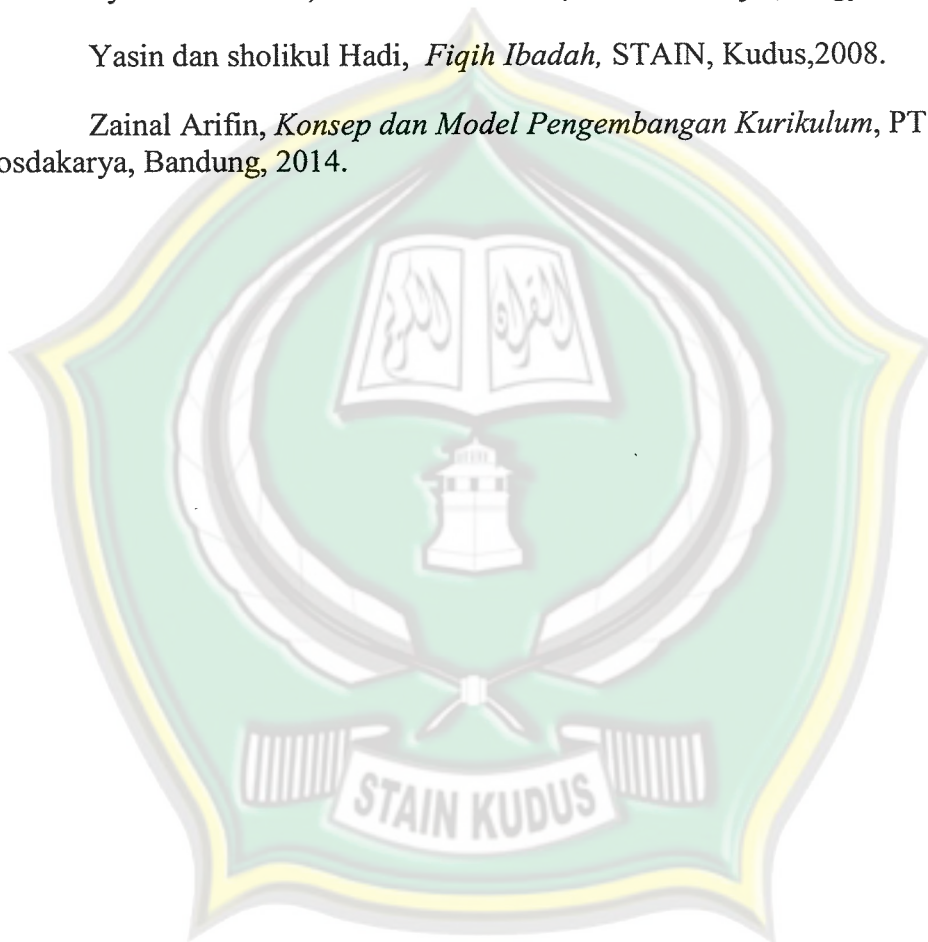 Yasin dan sholikul Hadi, Fiqih Ibadah, STAIN, Kudus,2008.
Zainal Arifin, Konsep dan Model Pengembangan Kurikulum, PT
osdakarya, Bandung, 2014.
STAIN KUDUS